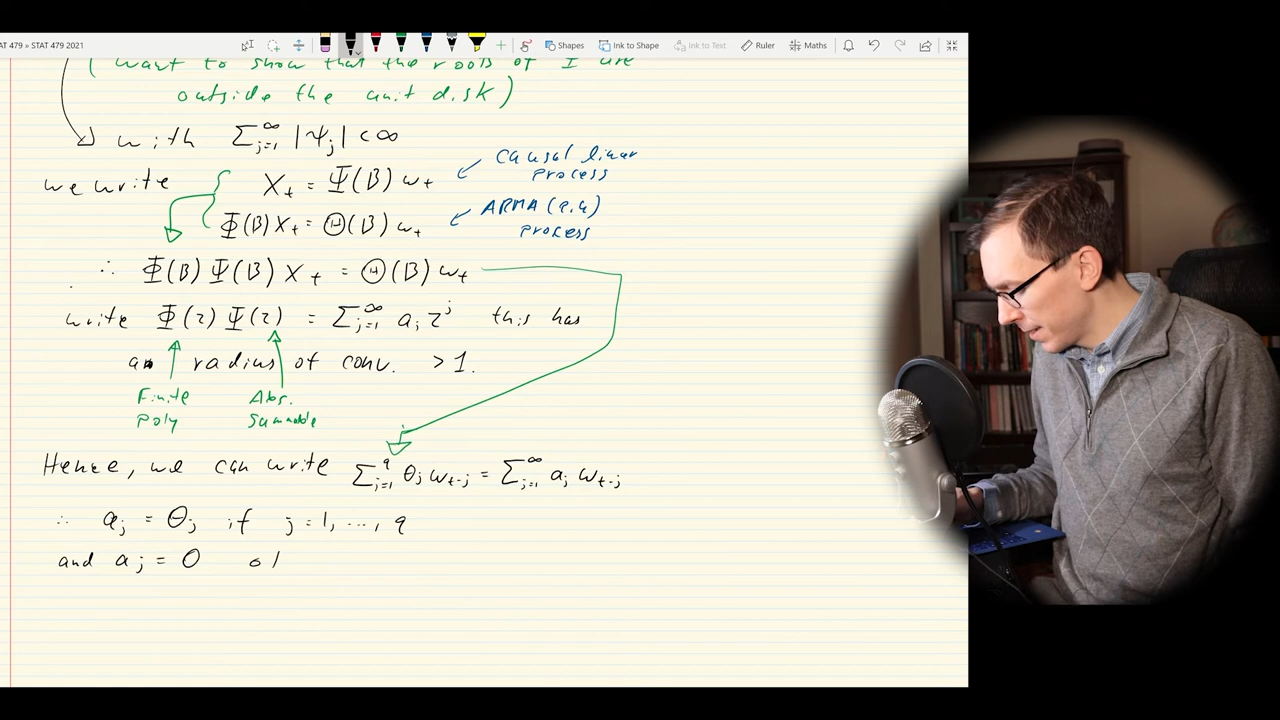 AT 479 » STAT 479 2021
Shapes Ink to Shape Ink to Text Ruler Maths
(want to show that the roots of Φ are
outside the unit disk)
with Σ_{j=1}^∞ |Ψ_j| < ∞
we write X_t = Ψ(B) w_t
causal linear
process
Φ(B) X_t = Θ(B) w_t
ARMA (p,q)
process
∴ Φ(B) Ψ(B) X_t = Θ(B) w_t
write Φ(z) Ψ(z) = Σ_{j=1}^∞ a_j z^j this has
a radius of conv. > 1.
Finite Abs.
poly Summable
Hence, we can write Σ_{j=1}^q θ_j w_{t-j} = Σ_{j=1}^∞ a_j w_{t-j}
∴ a_j = θ_j if j = 1, ..., q
and a_j = 0